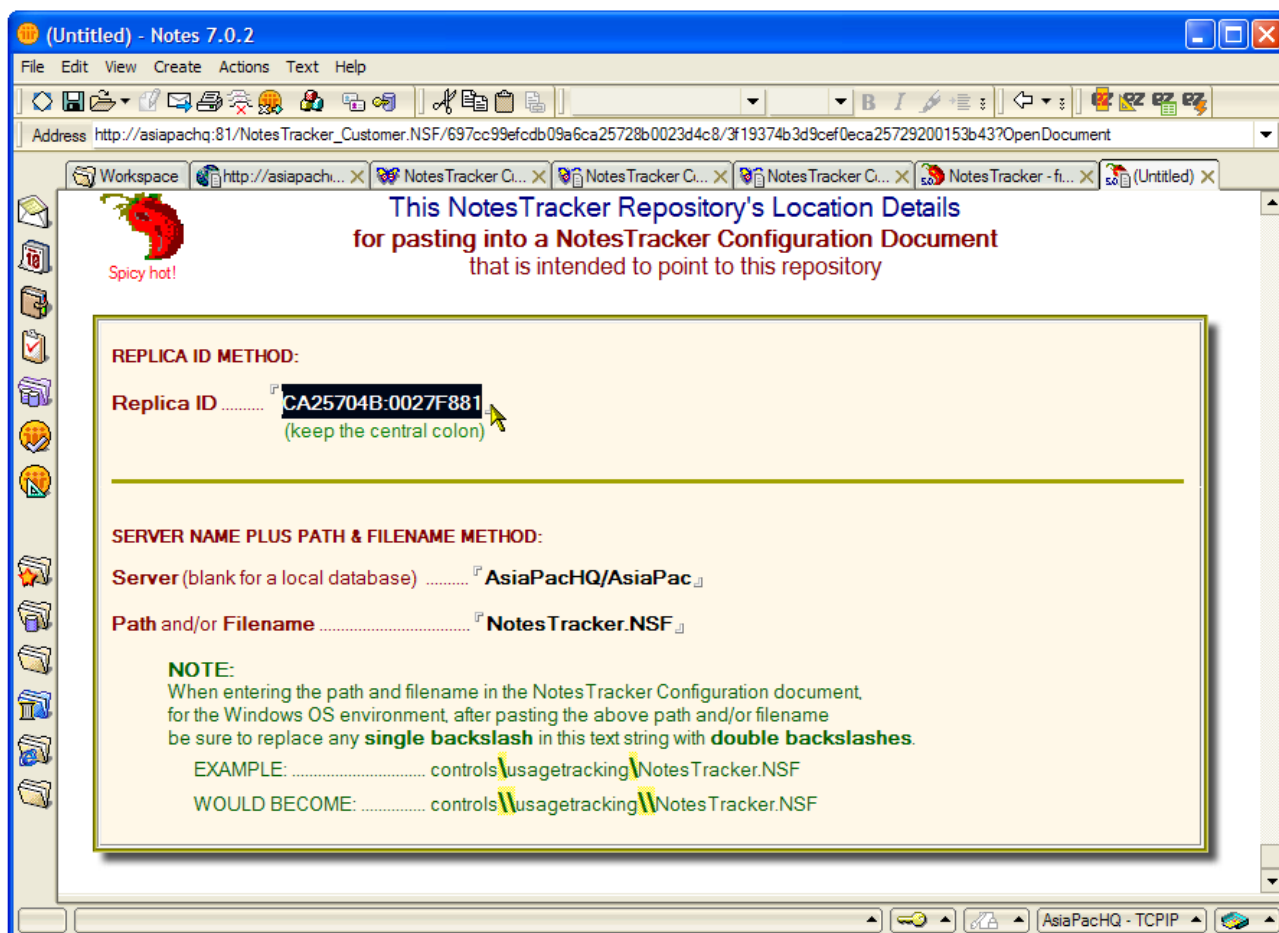 (Untitled) - Notes 7.0.2
File Edit View Create Actions Text Help
Address http://asiapachq:81/NotesTracker_Customer.NSF/697cc99efcdb09a6ca25728b0023d4c8/3f19374b3d9cef0eca25729200153b43?OpenDocument
Workspace http://asiapach... NotesTracker C... NotesTracker C... NotesTracker C... NotesTracker - fi... (Untitled)
This NotesTracker Repository's Location Details
for pasting into a NotesTracker Configuration Document
that is intended to point to this repository
Spicy hot!
REPLICA ID METHOD:
Replica ID ......... CA25704B:0027F881
(keep the central colon)
SERVER NAME PLUS PATH & FILENAME METHOD:
Server (blank for a local database) ......... AsiaPacHQ/AsiaPac
Path and/or Filename ................................ NotesTracker.NSF
NOTE:
When entering the path and filename in the NotesTracker Configuration document,
for the Windows OS environment, after pasting the above path and/or filename
be sure to replace any single backslash in this text string with double backslashes.
EXAMPLE: ............................ controls\usagetracking\NotesTracker.NSF
WOULD BECOME: .............. controls\\usagetracking\\NotesTracker.NSF
AsiaPacHQ - TCPIP